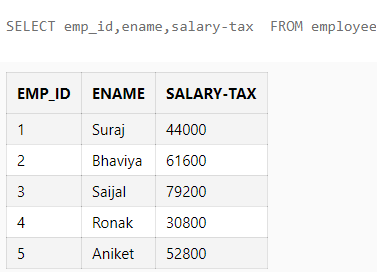 SELECT emp_id,ename,salary-tax  FROM employee
EMP_ID ENAME SALARY-TAX
1 Suraj 44000
2 Bhaviya 61600
3 Saijal 79200
4 Ronak 30800
5 Aniket 52800